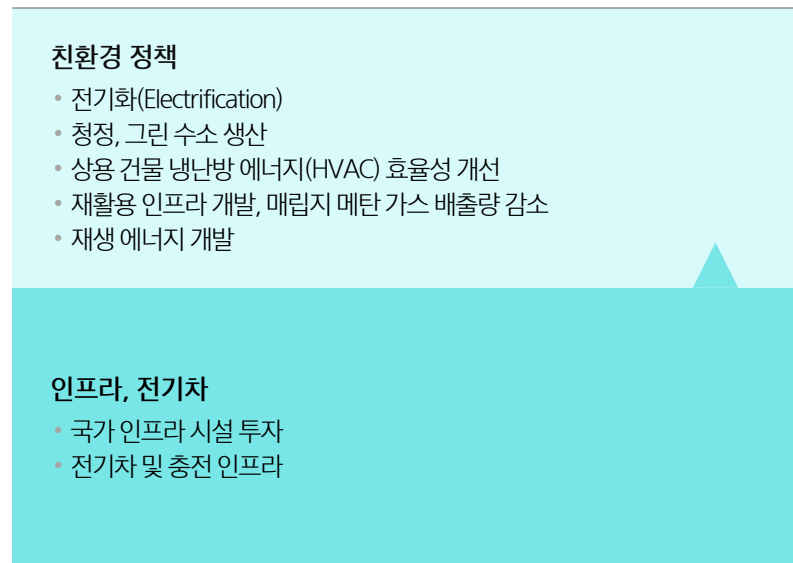 친환경 정책
• 전기화(Electrification)
• 청정, 그린 수소 생산
• 상용 건물 냉난방 에너지(HVAC) 효율성 개선
• 재활용 인프라 개발, 매립지 메탄 가스 배출량 감소
• 재생 에너지 개발
인프라, 전기차
• 국가 인프라 시설 투자
• 전기차 및 충전 인프라